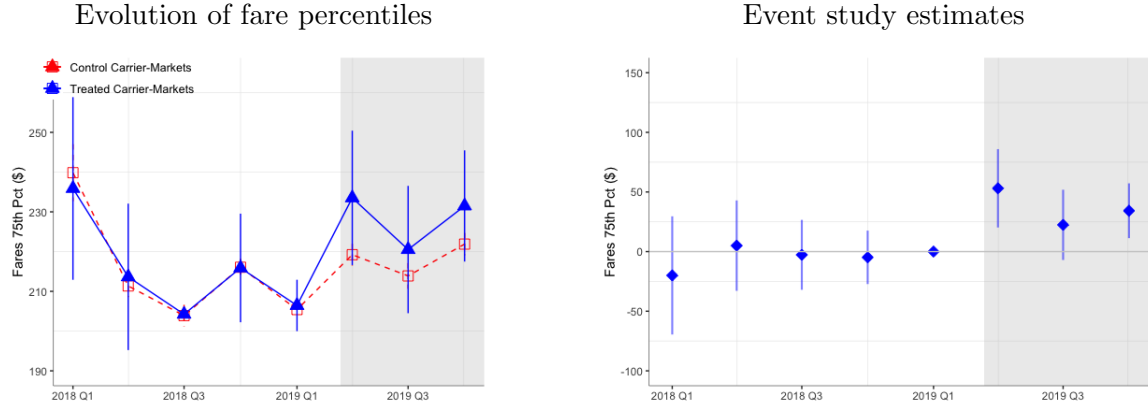 Evolution of fare percentiles
Control Carrier-Markets
Treated Carrier-Markets
Fares 75th Pct ($)
250
230
210
190
2018 Q1
2018 Q3
2019 Q1
2019 Q3
Event study estimates
Fares 75th Pct ($)
150
100
50
0
-50
-100
2018 Q1
2018 Q3
2019 Q1
2019 Q3